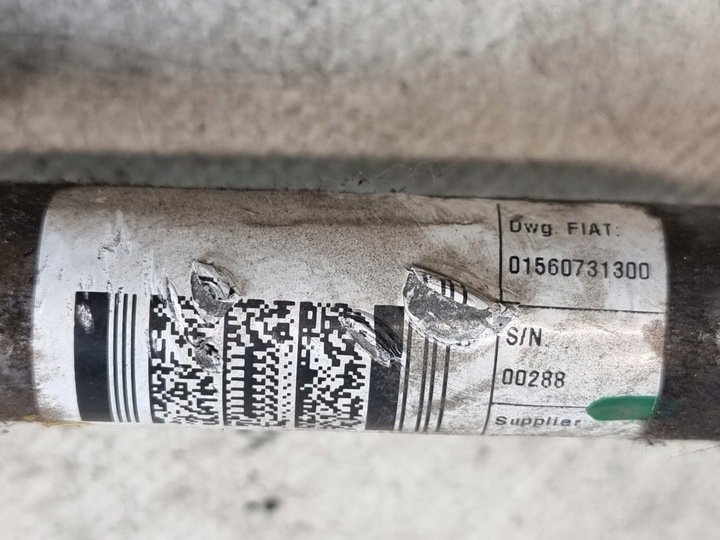 Dwg. FIAT:
01560731300
S/N
00288
Supplier